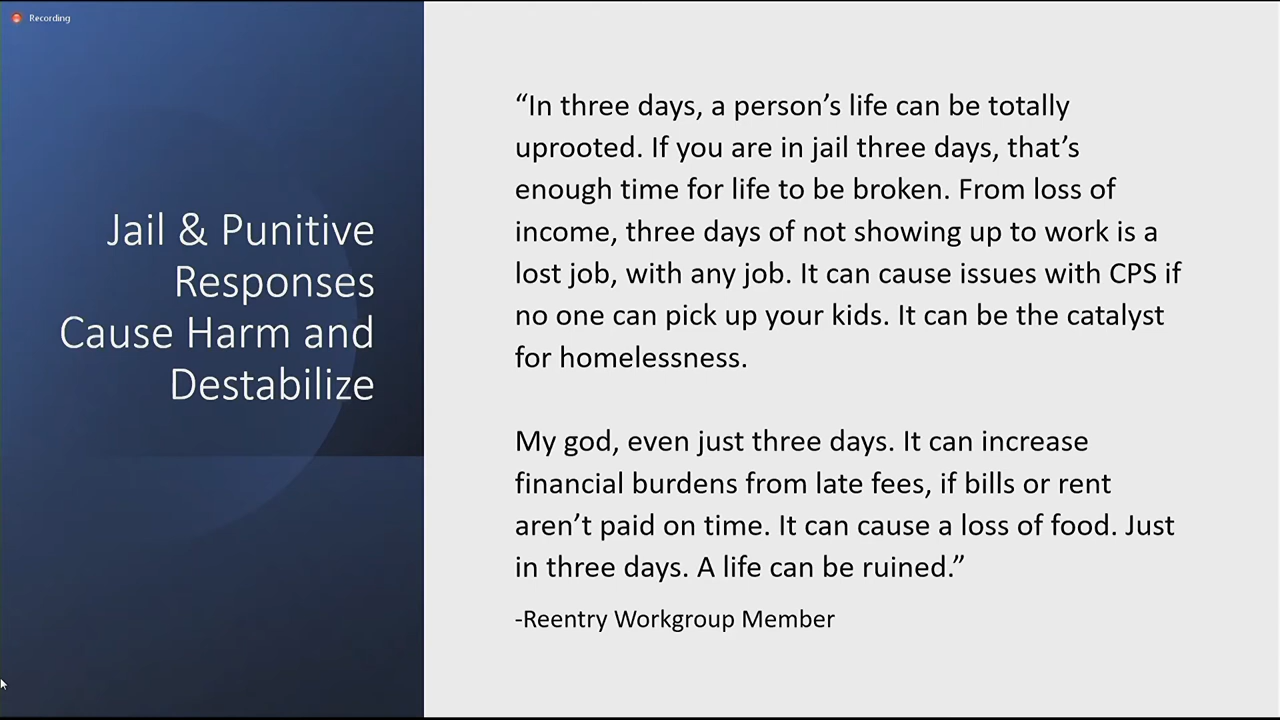 Recording
Jail & Punitive
Responses
Cause Harm and
Destabilize
“In three days, a person’s life can be totally
uprooted. If you are in jail three days, that’s
enough time for life to be broken. From loss of
income, three days of not showing up to work is a
lost job, with any job. It can cause issues with CPS if
no one can pick up your kids. It can be the catalyst
for homelessness.
My god, even just three days. It can increase
financial burdens from late fees, if bills or rent
aren’t paid on time. It can cause a loss of food. Just
in three days. A life can be ruined.”
-Reentry Workgroup Member